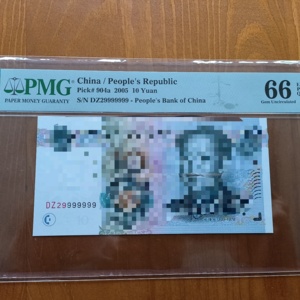 PMG
PAPER MONEY GUARANTY
China / People's Republic
Pick# 904a 2005 10 Yuan
S/N DZ29999999 - People's Bank of China
66 EPQ
Gem Uncirculated
DZ29999999